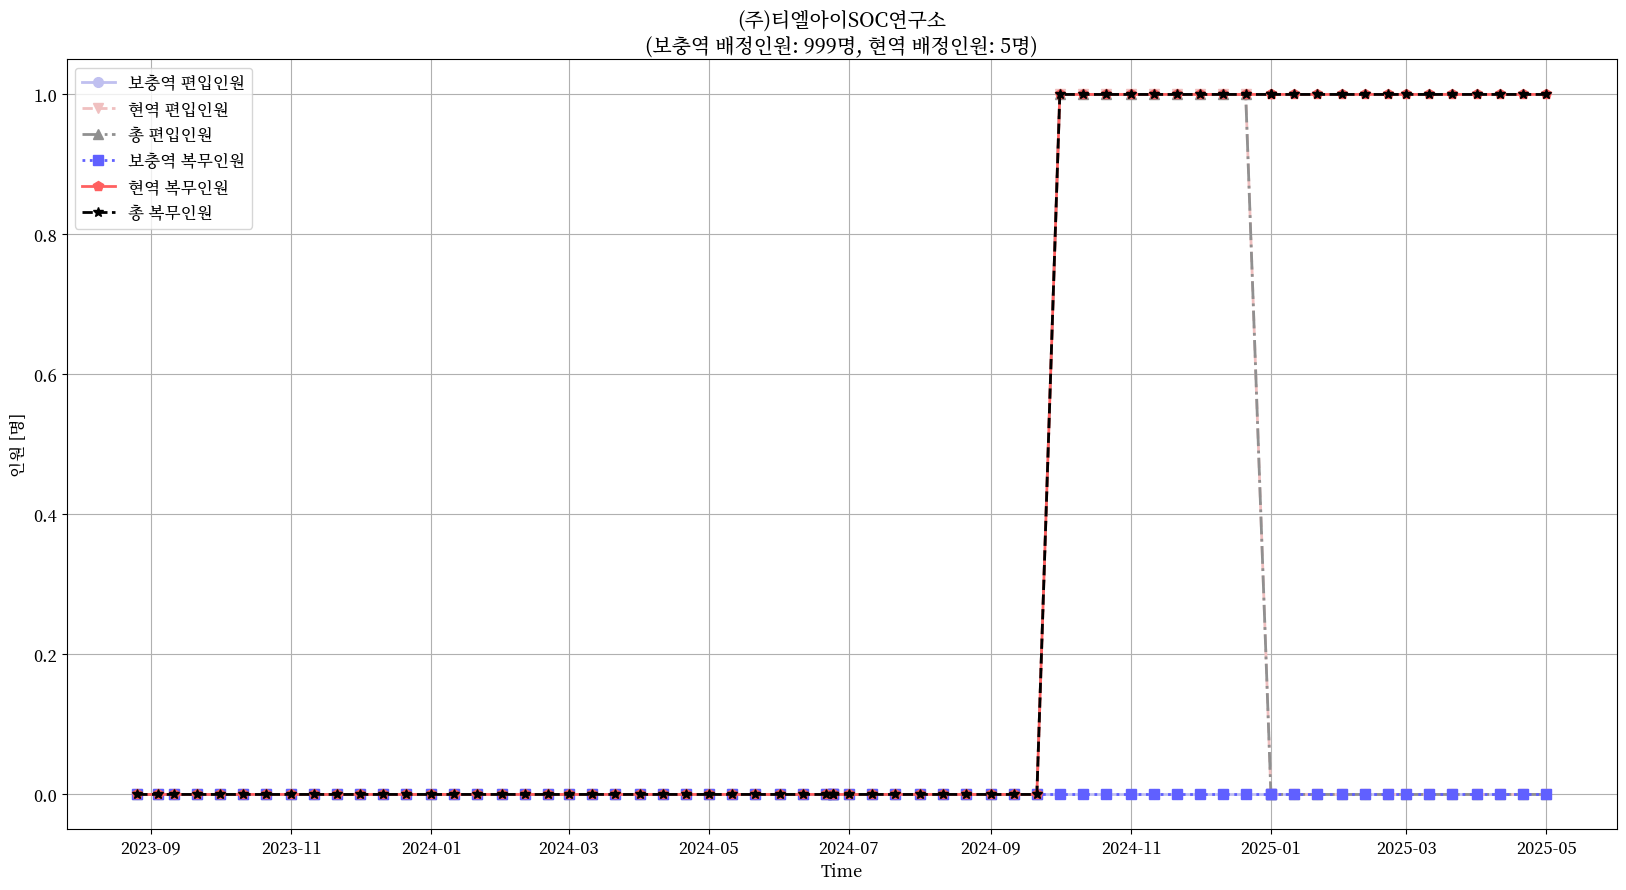 (주)티엘아이SOC연구소
(보충역 배정인원: 999명, 현역 배정인원: 5명)
보충역 편입인원
현역 편입인원
총 편입인원
보충역 복무인원
현역 복무인원
총 복무인원
1.0
0.8
0.6
0.4
0.2
0.0
인원 [명]
2023-09
2023-11
2024-01
2024-03
2024-05
2024-07
2024-09
2024-11
2025-01
2025-03
2025-05
Time